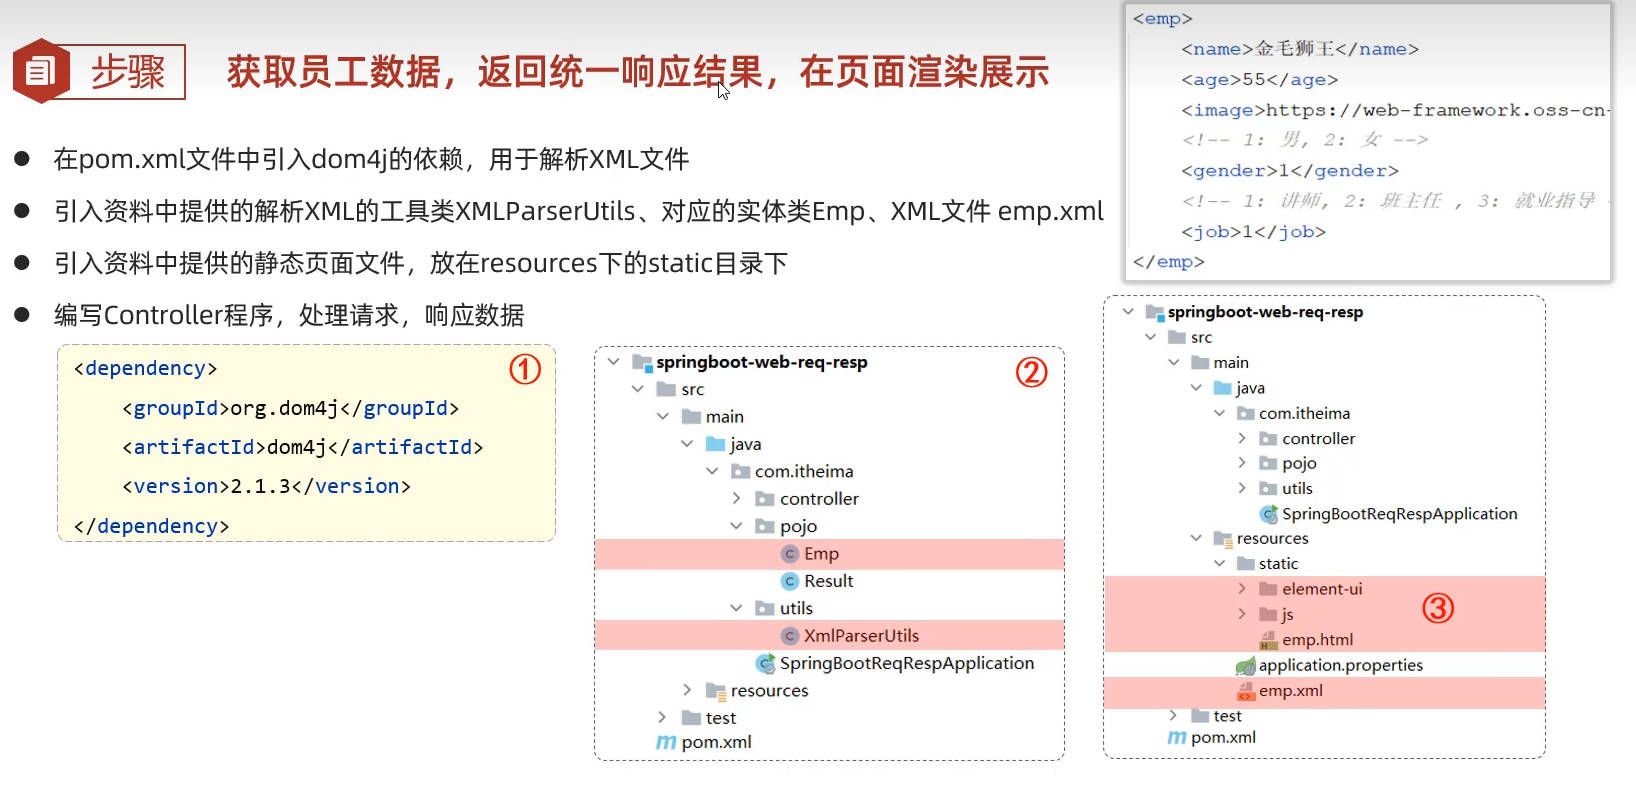 步骤
获取员工数据，返回统一响应结果，在页面渲染展示
在pom.xml文件中引入dom4j的依赖，用于解析XML文件
引入资料中提供的解析XML的工具类XMLParserUtils、对应的实体类Emp、XML文件 emp.xml
引入资料中提供的静态页面文件，放在resources下的static目录下
编写Controller程序，处理请求，响应数据
<emp>
<name>金毛狮王</name>
<age>55</age>
<image>https://web-framework.oss-cn-
<!-- 1: 男, 2: 女 -->
<gender>1</gender>
<!-- 1: 讲师, 2: 班主任 , 3: 就业指导
<job>1</job>
</emp>
①
<dependency>
<groupId>org.dom4j</groupId>
<artifactId>dom4j</artifactId>
<version>2.1.3</version>
</dependency>
②
springboot-web-req-resp
src
main
java
com.itheima
controller
pojo
Emp
Result
utils
XmlParserUtils
SpringBootReqRespApplication
resources
test
pom.xml
springboot-web-req-resp
src
main
java
com.itheima
controller
pojo
utils
SpringBootReqRespApplication
resources
static
element-ui
js
③
emp.html
application.properties
emp.xml
test
pom.xml